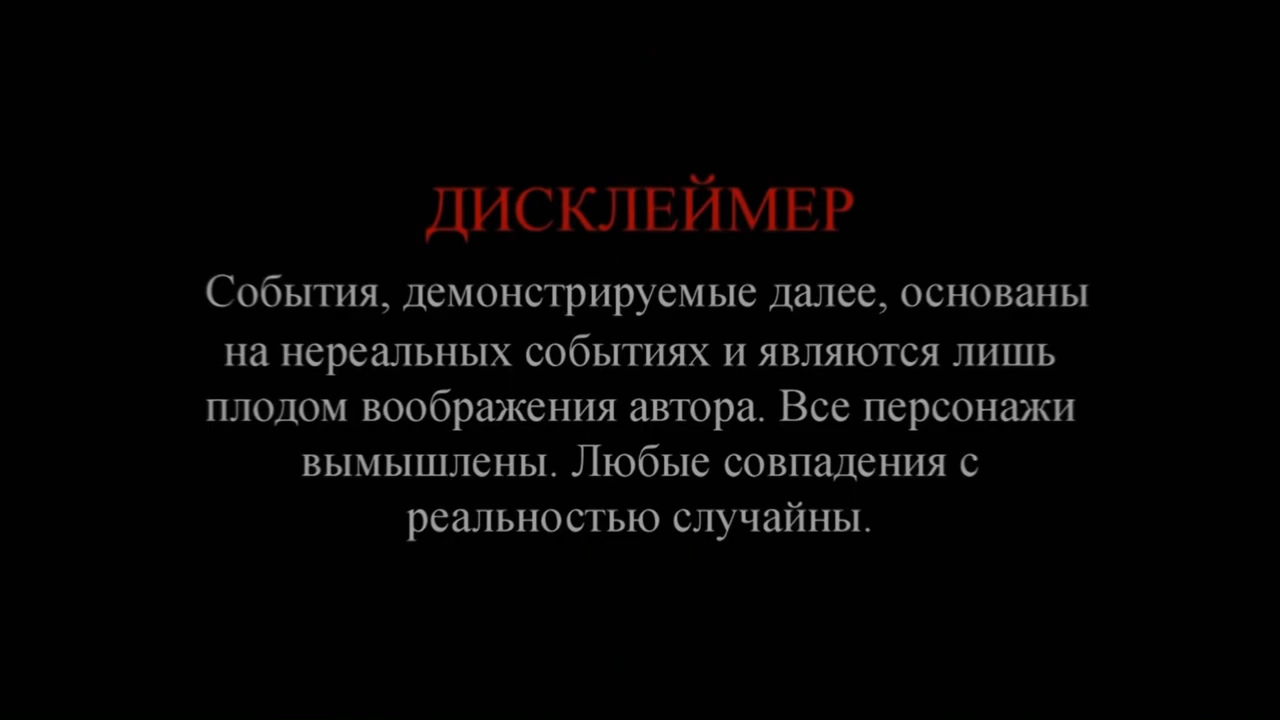 ДИСКЛЕЙМЕР
События, демонстрируемые далее, основаны
на нереальных событиях и являются лишь
плодом воображения автора. Все персонажи
вымышлены. Любые совпадения с
реальностью случайны.